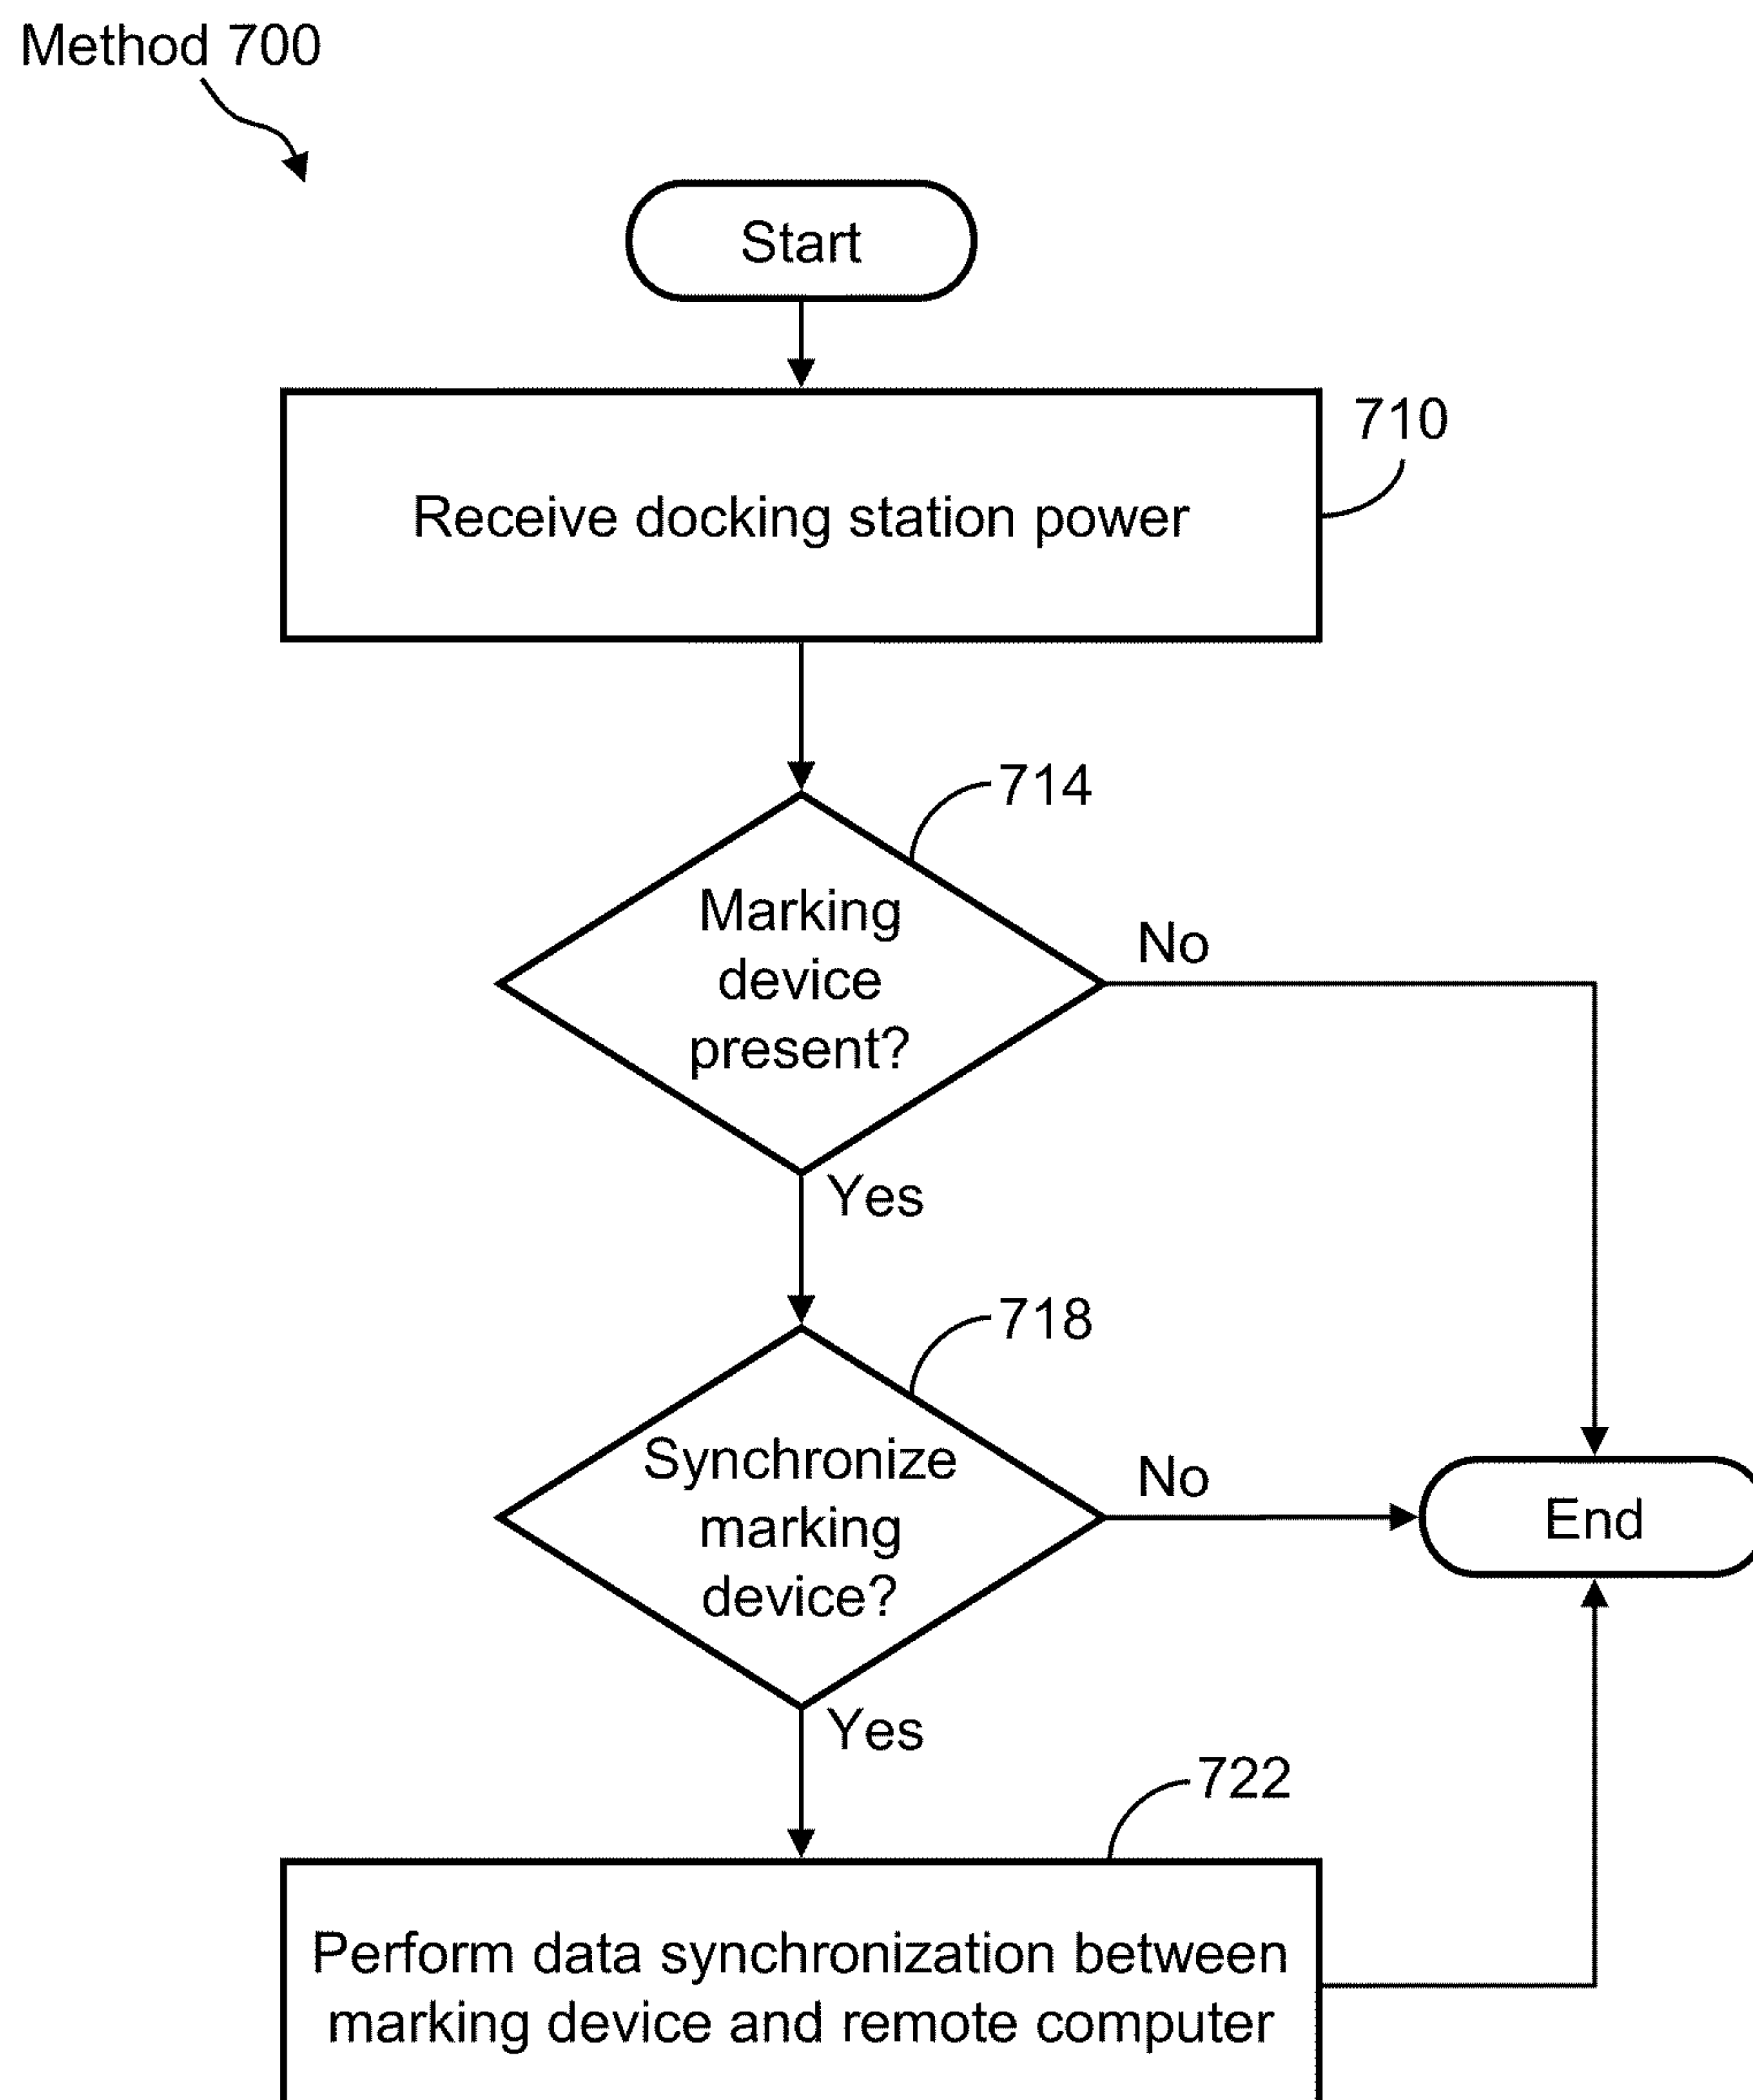 Method 700
Start
710
Receive docking station power
714
Marking
device
present?
No
Yes
718
Synchronize
marking
device?
No
End
Yes
722
Perform data synchronization between
marking device and remote computer